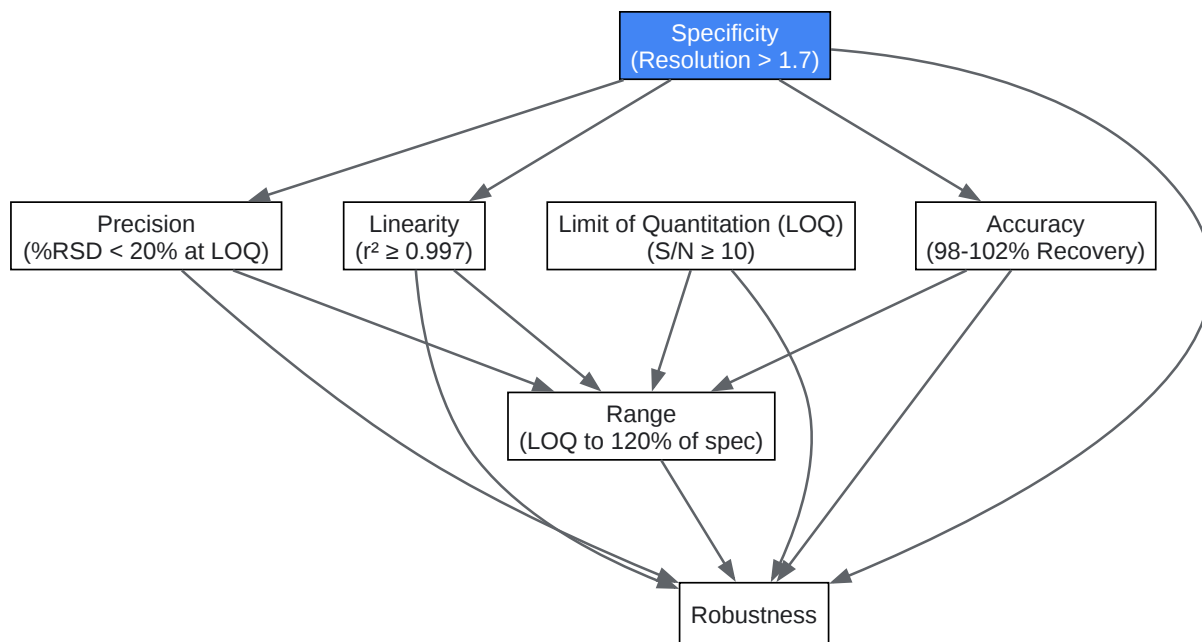 Specificity
(Resolution > 1.7)
Precision
(%RSD < 20% at LOQ)
Linearity
(r² ≥ 0.997)
Limit of Quantitation (LOQ)
(S/N ≥ 10)
Accuracy
(98-102% Recovery)
Range
(LOQ to 120% of spec)
Robustness